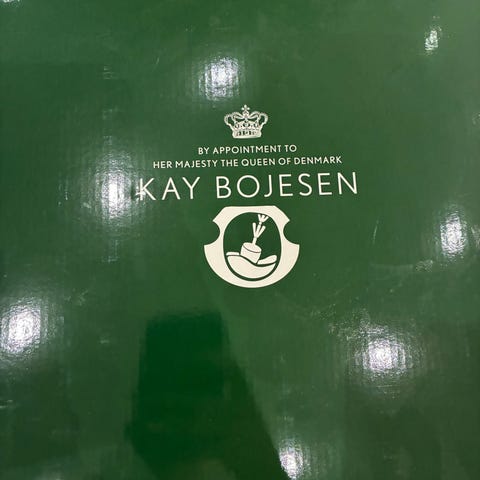 BY APPOINTMENT TO
HER MAJESTY THE QUEEN OF DENMARK
KAY BOJESEN